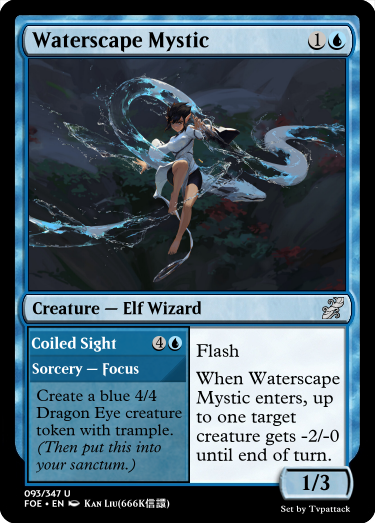 Waterscape Mystic 1
Creature — Elf Wizard
Coiled Sight 4
Sorcery — Focus
Create a blue 4/4
Dragon Eye creature
token with trample.
(Then put this into
your sanctum.)
Flash
When Waterscape
Mystic enters, up
to one target
creature gets -2/-0
until end of turn.
1/3
093/347 U
FOE • EN Kan Liu(666K信譞)
Set by Tvpattack